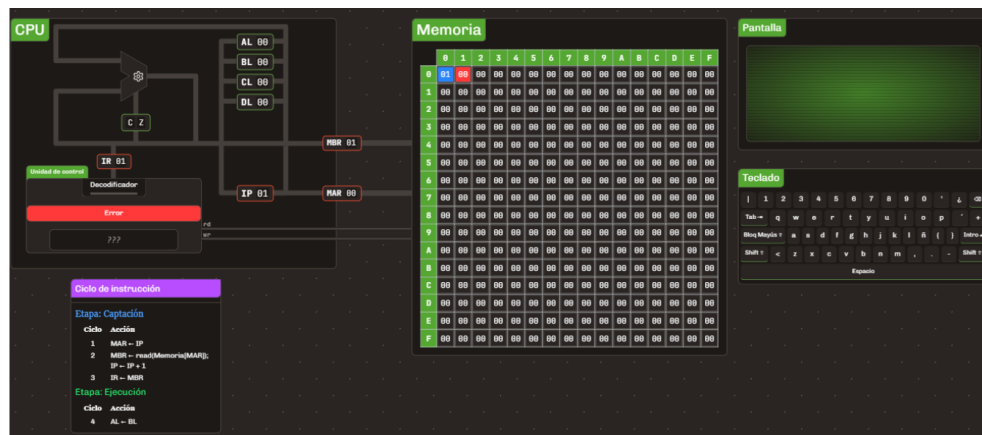 CPU
AL 00
BL 00
CL 00
DL 00
C Z
MBR 01
IR 01
Unidad de control
Decodificador
Error
???
IP 01
MAR 00
rd
wr
Ciclo de instrucción
Etapa: Captación
Ciclo Acción
1 MAR ← IP
2 MBR ← read(Memoria[MAR]);
IP ← IP + 1
3 IR ← MBR
Etapa: Ejecución
Ciclo Acción
4 AL ← BL
Memoria
0 1 2 3 4 5 6 7 8 9 A B C D E F
0 01 00 00 00 00 00 00 00 00 00 00 00 00 00 00 00
1 00 00 00 00 00 00 00 00 00 00 00 00 00 00 00 00
2 00 00 00 00 00 00 00 00 00 00 00 00 00 00 00 00
3 00 00 00 00 00 00 00 00 00 00 00 00 00 00 00 00
4 00 00 00 00 00 00 00 00 00 00 00 00 00 00 00 00
5 00 00 00 00 00 00 00 00 00 00 00 00 00 00 00 00
6 00 00 00 00 00 00 00 00 00 00 00 00 00 00 00 00
7 00 00 00 00 00 00 00 00 00 00 00 00 00 00 00 00
8 00 00 00 00 00 00 00 00 00 00 00 00 00 00 00 00
9 00 00 00 00 00 00 00 00 00 00 00 00 00 00 00 00
A 00 00 00 00 00 00 00 00 00 00 00 00 00 00 00 00
B 00 00 00 00 00 00 00 00 00 00 00 00 00 00 00 00
C 00 00 00 00 00 00 00 00 00 00 00 00 00 00 00 00
D 00 00 00 00 00 00 00 00 00 00 00 00 00 00 00 00
E 00 00 00 00 00 00 00 00 00 00 00 00 00 00 00 00
F 00 00 00 00 00 00 00 00 00 00 00 00 00 00 00 00
Pantalla
Teclado
| 1 2 3 4 5 6 7 8 9 0 ' ¿ ⌫
Tab q w e r t y u i o p ´ +
Bloq Mayús ⇧ a s d f g h j k l ñ { } Intro
Shift ⇧ < z x c v b n m , . - Shift ⇧
Espacio